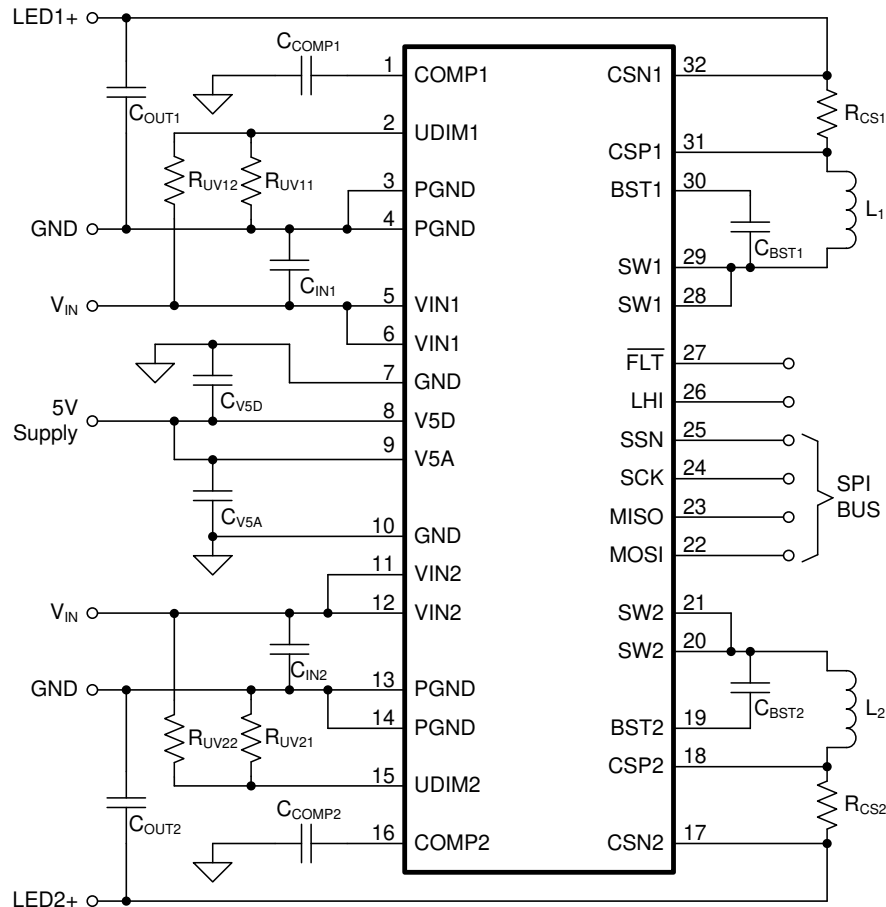 LED1+
C_COMP1
1
COMP1
CSN1
32
C_OUT1
R_CS1
2
UDIM1
CSP1
31
R_UV12
R_UV11
3
PGND
BST1
30
L_1
GND
4
PGND
C_BST1
C_IN1
SW1
29
V_IN
5
VIN1
SW1
28
6
VIN1
FLT
27
7
GND
LHI
26
C_V5D
5V
Supply
8
V5D
SSN
25
9
V5A
SCK
24
SPI
BUS
C_V5A
MISO
23
10
GND
MOSI
22
11
VIN2
V_IN
12
VIN2
SW2
21
SW2
20
C_IN2
GND
13
PGND
C_BST2
L_2
14
PGND
BST2
19
R_UV22
R_UV21
15
UDIM2
CSP2
18
C_OUT2
C_COMP2
R_CS2
16
COMP2
CSN2
17
LED2+